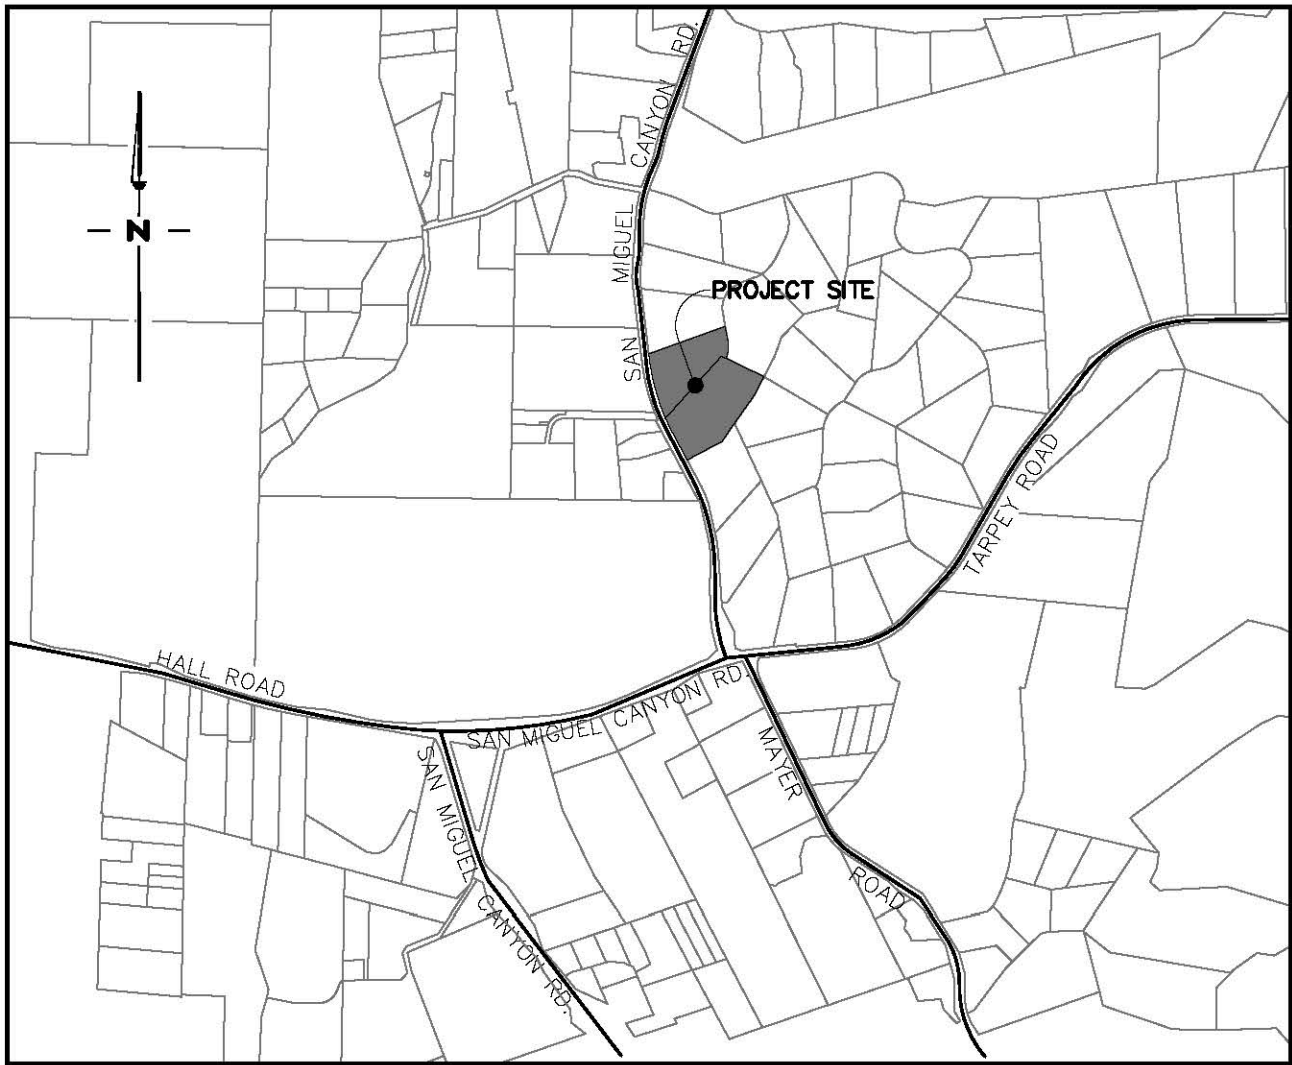 SAN MIGUEL CANYON RD.
N
PROJECT SITE
TARPEY ROAD
HALL ROAD
SAN MIGUEL CANYON RD.
MAYER ROAD
SAN MIGUEL CANYON RD.